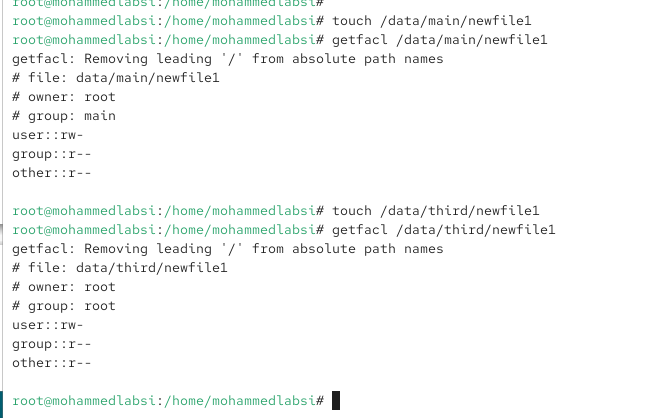 root@mohammedlabsi:/home/mohammedlabsi#
root@mohammedlabsi:/home/mohammedlabsi# touch /data/main/newfile1
root@mohammedlabsi:/home/mohammedlabsi# getfacl /data/main/newfile1
getfacl: Removing leading '/' from absolute path names
# file: data/main/newfile1
# owner: root
# group: main
user::rw-
group::r--
other::r--

root@mohammedlabsi:/home/mohammedlabsi# touch /data/third/newfile1
root@mohammedlabsi:/home/mohammedlabsi# getfacl /data/third/newfile1
getfacl: Removing leading '/' from absolute path names
# file: data/third/newfile1
# owner: root
# group: root
user::rw-
group::r--
other::r--

root@mohammedlabsi:/home/mohammedlabsi#